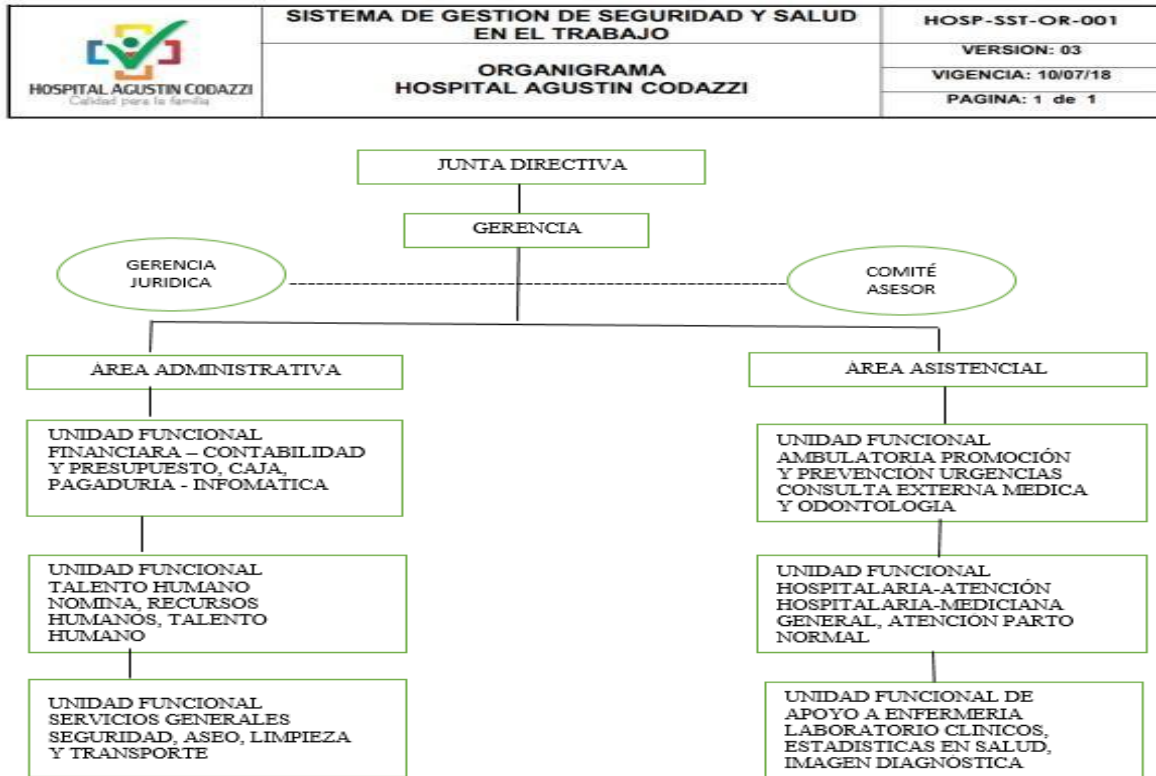 HOSPITAL AGUSTIN CODAZZI
Calidad para la familia
SISTEMA DE GESTION DE SEGURIDAD Y SALUD
EN EL TRABAJO
ORGANIGRAMA
HOSPITAL AGUSTIN CODAZZI
HOSP-SST-OR-001
VERSION: 03
VIGENCIA: 10/07/18
PAGINA: 1 de 1
JUNTA DIRECTIVA
GERENCIA
GERENCIA
JURIDICA
COMITÉ
ASESOR
ÁREA ADMINISTRATIVA
ÁREA ASISTENCIAL
UNIDAD FUNCIONAL
FINANCIARA – CONTABILIDAD
Y PRESUPUESTO, CAJA,
PAGADURIA - INFOMATICA
UNIDAD FUNCIONAL
AMBULATORIA PROMOCIÓN
Y PREVENCIÓN URGENCIAS
CONSULTA EXTERNA MEDICA
Y ODONTOLOGIA
UNIDAD FUNCIONAL
TALENTO HUMANO
NOMINA, RECURSOS
HUMANOS, TALENTO
HUMANO
UNIDAD FUNCIONAL
HOSPITALARIA-ATENCIÓN
HOSPITALARIA-MEDICIANA
GENERAL, ATENCIÓN PARTO
NORMAL
UNIDAD FUNCIONAL
SERVICIOS GENERALES
SEGURIDAD, ASEO, LIMPIEZA
Y TRANSPORTE
UNIDAD FUNCIONAL DE
APOYO A ENFERMERIA
LABORATORIO CLINICOS,
ESTADISTICAS EN SALUD,
IMAGEN DIAGNÓSTICA